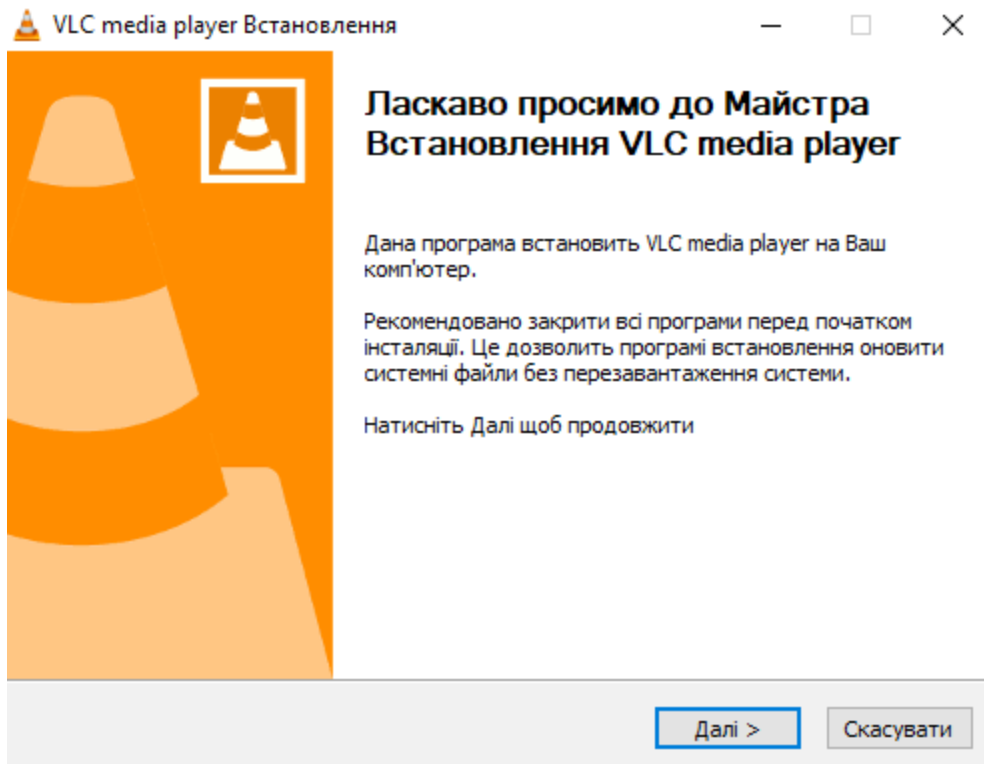 VLC media player Встановлення
Ласкаво просимо до Майстра
Встановлення VLC media player
Дана програма встановить VLC media player на Ваш
комп'ютер.
Рекомендовано закрити всі програми перед початком
інсталяції. Це дозволить програмі встановлення оновити
системні файли без перезавантаження системи.
Натисніть Далі щоб продовжити
Далі >
Скасувати